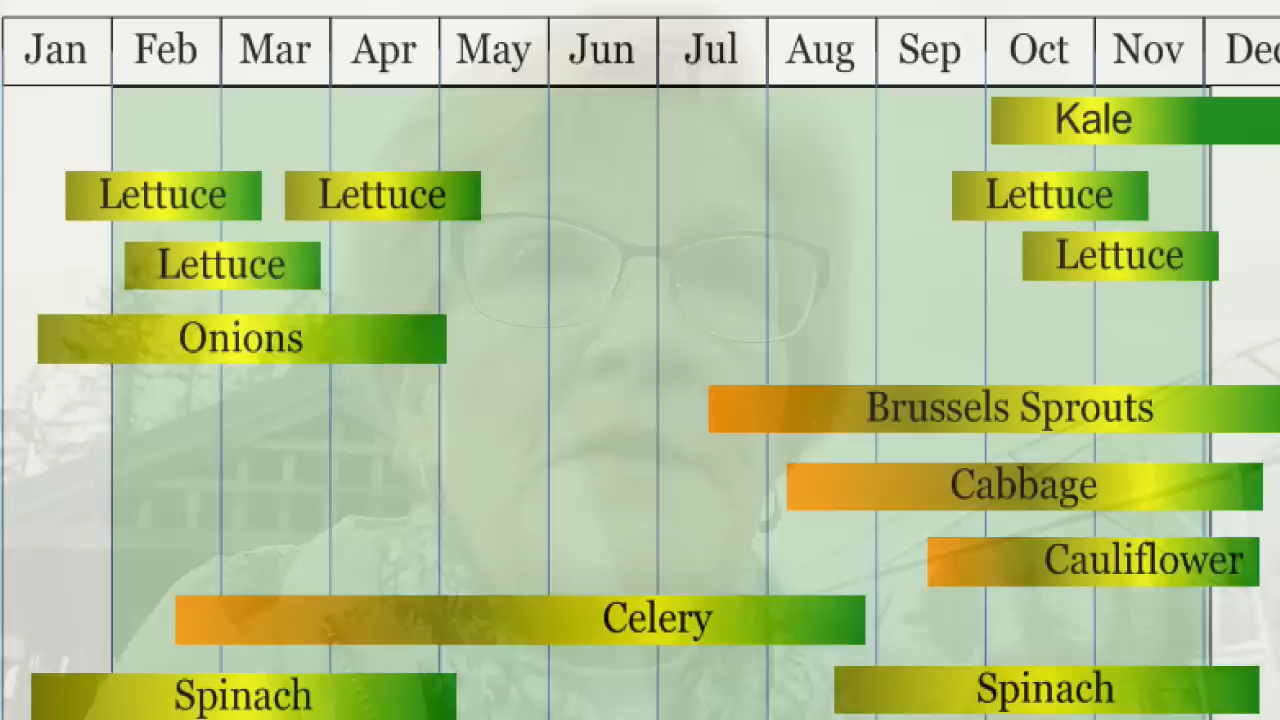 Jan Feb Mar Apr May Jun Jul Aug Sep Oct Nov Dec
Kale
Lettuce Lettuce Lettuce
Lettuce
Lettuce
Onions
Brussels Sprouts
Cabbage
Cauliflower
Celery
Spinach Spinach